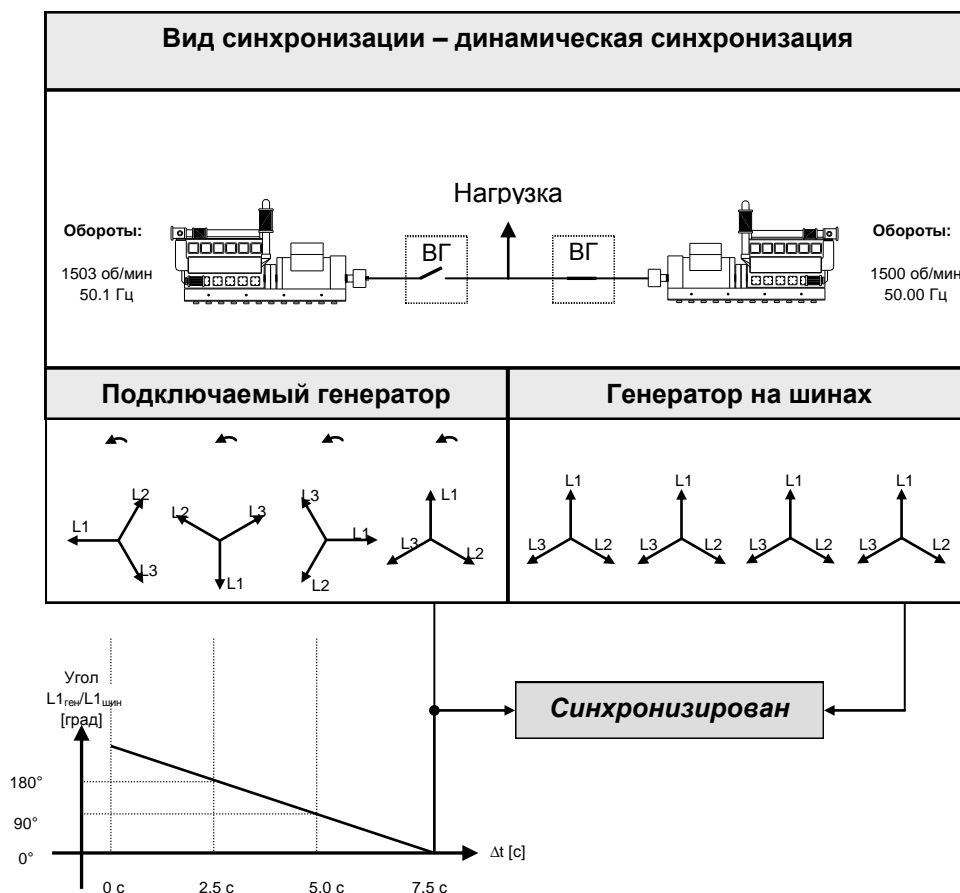 Вид синхронизации – динамическая синхронизация
Нагрузка
Обороты:
1503 об/мин
50.1 Гц
ВГ
ВГ
Обороты:
1500 об/мин
50.00 Гц
Подключаемый генератор
Генератор на шинах
L1
L2
L3
L2
L3
L1
L3
L1
L2
L1
L3
L2
L1
L3
L2
L1
L3
L2
L1
L3
L2
L1
L3
L2
Угол
L1ген/L1шин
[град]
Синхронизирован
180°
90°
0°
Δt [с]
0 с
2.5 с
5.0 с
7.5 с